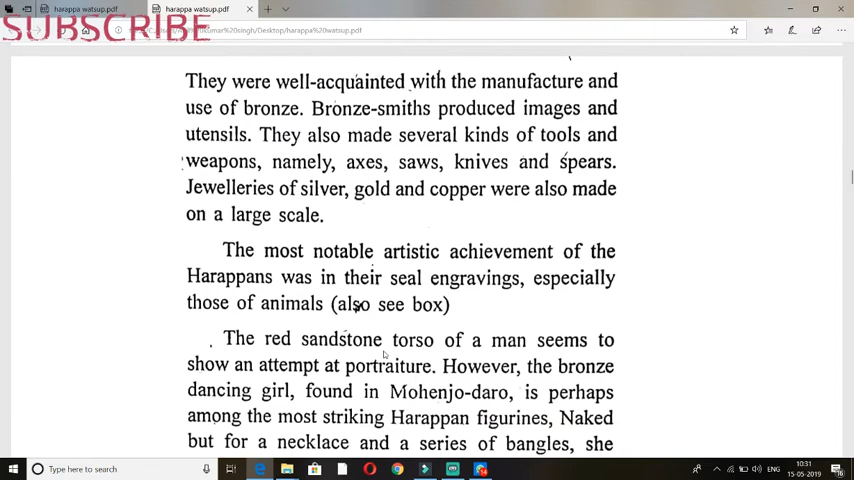 harappa watsup.pdf
harappa watsup.pdf
SUBSCRIBE
kumar%20singh/Desktop/harappa%20watsup.pdf
They were well-acquainted with the manufacture and
use of bronze. Bronze-smiths produced images and
utensils. They also made several kinds of tools and
weapons, namely, axes, saws, knives and spears.
Jewelleries of silver, gold and copper were also made
on a large scale.
The most notable artistic achievement of the
Harappans was in their seal engravings, especially
those of animals (also see box)
The red sandstone torso of a man seems to
show an attempt at portraiture. However, the bronze
dancing girl, found in Mohenjo-daro, is perhaps
among the most striking Harappan figurines, Naked
but for a necklace and a series of bangles, she
Type here to search
ENG
10:31
15-05-2019